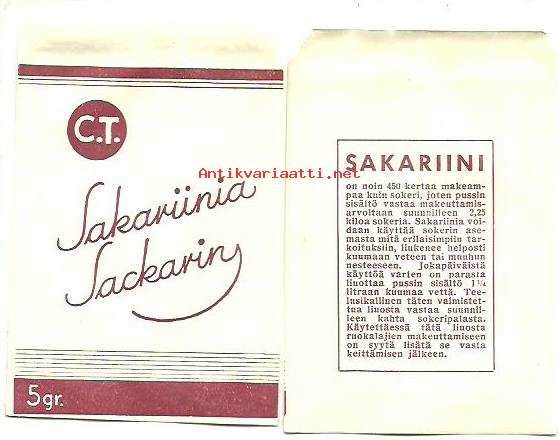 C.T.
Sakariinia
Sackarin
5gr.
Antikvariaatti.net
SAKARIINI
on noin 450 kertaa makeam-
paa kuin sokeri, joten pussin
sisältö vastaa makeuttamis-
arvoltaan suunnilleen 2,25
kiloa sokeria. Sakariinia voi-
daan käyttää sokerin ase-
masta mitä erilaisimpiin tar-
koituksiin, liukenee helposti
kuumaan veteen tai muuhun
nesteeseen. Jokapäiväistä
käyttöä varten on parasta
liuottaa pussin sisältö 1¼
litraan kuumaa vettä. Tee-
lusikallinen täten valmistet-
tua liuosta vastaa suunnil-
leen kahta sokeripalasta.
Käytettäessä tätä liuosta
ruokalajien makeuttamiseen
on syytä lisätä se vasta
keittämisen jälkeen.